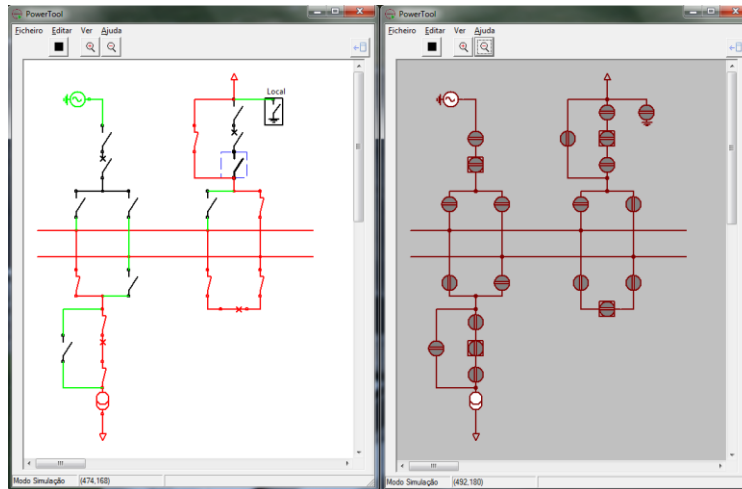 PowerTool
Ficheiro Editar Ver Ajuda
Local
Modo Simulação (474,168)
PowerTool
Ficheiro Editar Ver Ajuda
Modo Simulação (492,180)